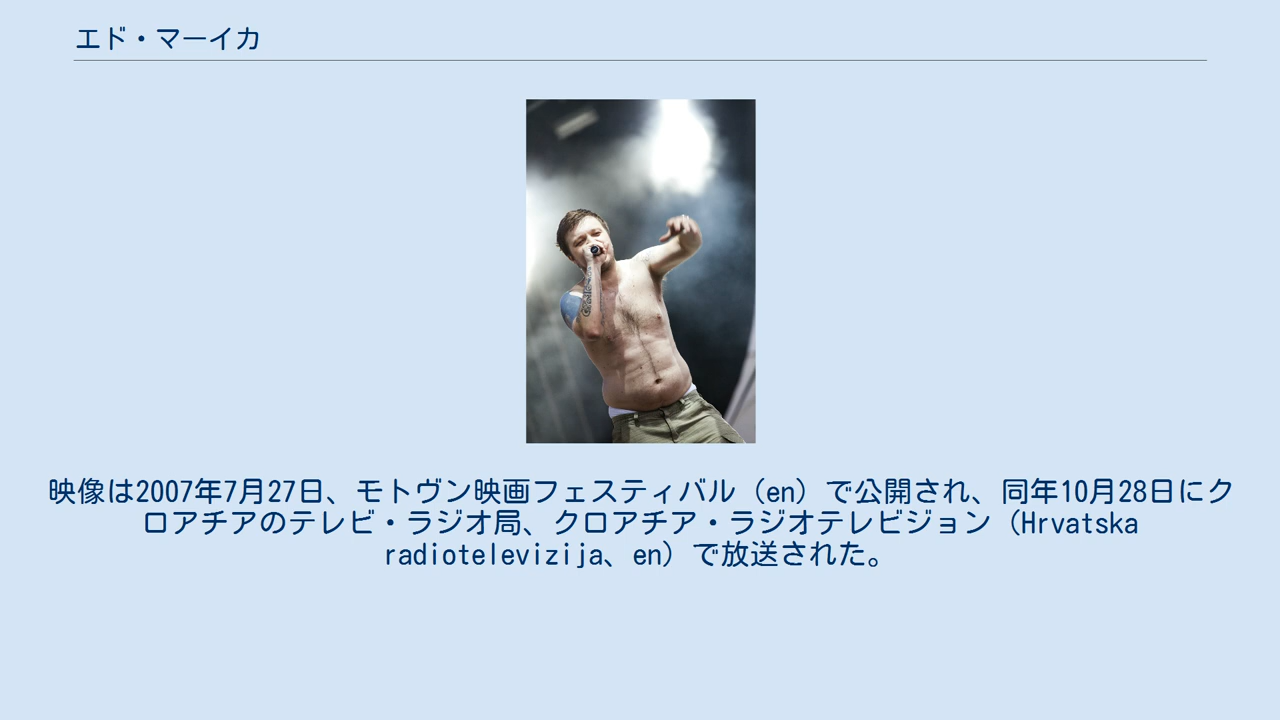 エド・マーイカ
映像は2007年7月27日、モトヴン映画フェスティバル（en）で公開され、同年10月28日にク
ロアチアのテレビ・ラジオ局、クロアチア・ラジオテレビジョン（Hrvatska
radiotelevizija、en）で放送された。